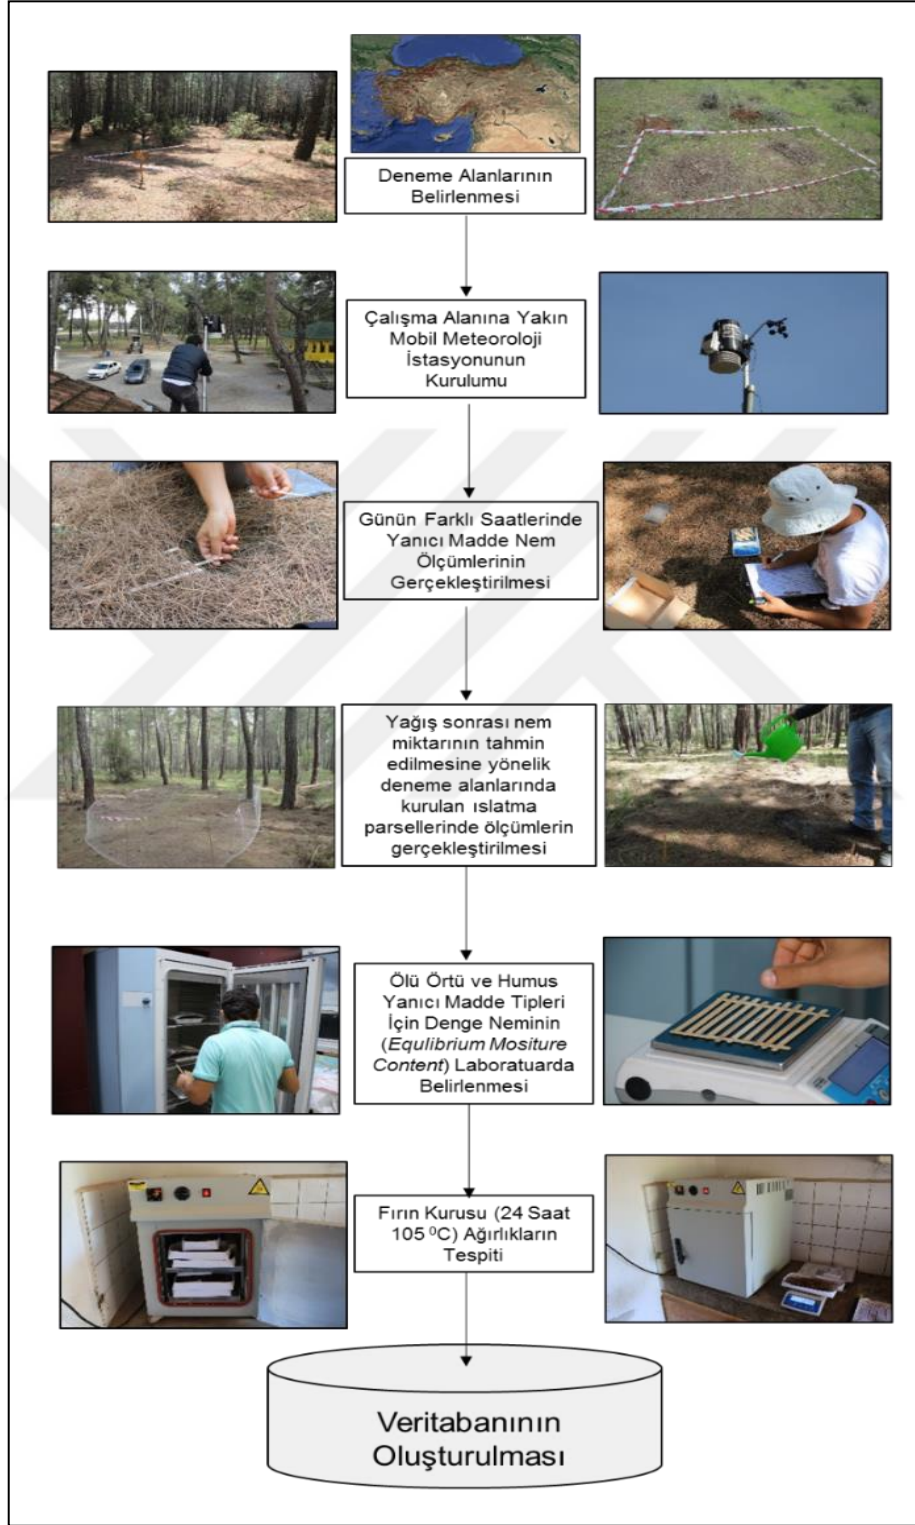 Deneme Alanlarının
Belirlenmesi
Çalışma Alanına Yakın
Mobil Meteoroloji
İstasyonunun
Kurulumu
Günün Farklı Saatlerinde
Yanıcı Madde Nem
Ölçümlerinin
Gerçekleştirilmesi
Yağış sonrası nem
miktarının tahmin
edilmesine yönelik
deneme alanlarında
kurulan ıslatma
parsellerinde ölçümlerin
gerçekleştirilmesi
Ölü Örtü ve Humus
Yanıcı Madde Tipleri
İçin Denge Neminin
(Equlibrium Mositure
Content) Laboratuarda
Belirlenmesi
Fırın Kurusu (24 Saat
105 ⁰C) Ağırlıkların
Tespiti
Veritabanının
Oluşturulması